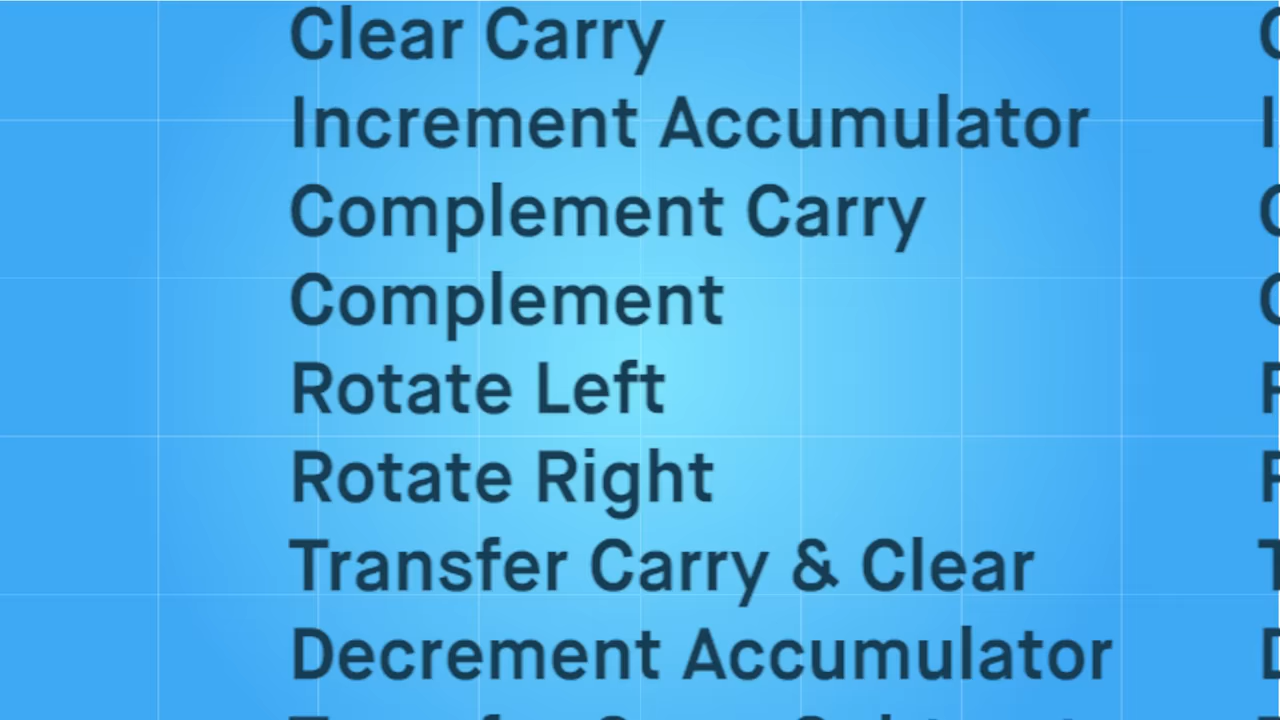 Clear Carry
Increment Accumulator
Complement Carry
Complement
Rotate Left
Rotate Right
Transfer Carry & Clear
Decrement Accumulator